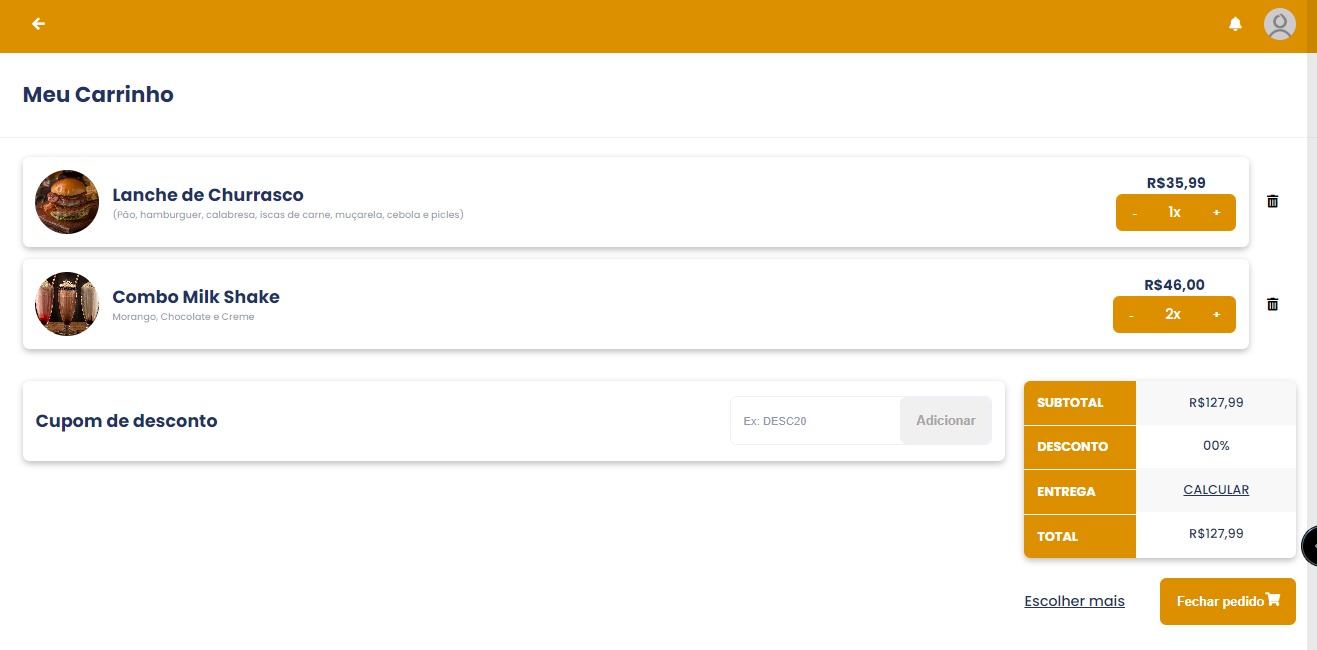 Meu Carrinho
Lanche de Churrasco
(Pão, hamburguer, calabresa, iscas de carne, muçarela, cebola e picles)
R$35,99
- 1x +
Combo Milk Shake
Morango, Chocolate e Creme
R$46,00
- 2x +
Cupom de desconto
Ex: DESC20
Adicionar
SUBTOTAL R$127,99
DESCONTO 00%
ENTREGA CALCULAR
TOTAL R$127,99
Escolher mais
Fechar pedido